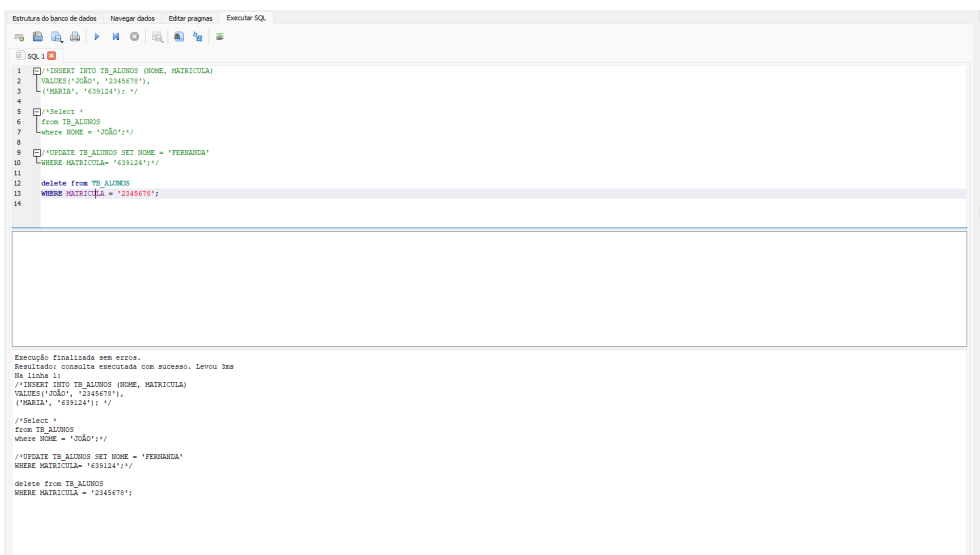 Estrutura do banco de dados Navegar dados Editar pragmas Executar SQL
SQL 1
1 /*INSERT INTO TB_ALUNOS (NOME, MATRICULA)
2 VALUES('JOÃO', '2345678'),
3 ('MARIA', '639124'); */
4
5 /*Select *
6 from TB_ALUNOS
7 where NOME = 'JOÃO';*/
8
9 /*UPDATE TB_ALUNOS SET NOME = 'FERNANDA'
10 WHERE MATRICULA= '639124';*/
11
12 delete from TB_ALUNOS
13 WHERE MATRICULA = '2345678';
14
Execução finalizada sem erros.
Resultado: consulta executada com sucesso. Levou 3ms
Na linha 1:
/*INSERT INTO TB_ALUNOS (NOME, MATRICULA)
VALUES('JOÃO', '2345678'),
('MARIA', '639124'); */
/*Select *
from TB_ALUNOS
where NOME = 'JOÃO';*/
/*UPDATE TB_ALUNOS SET NOME = 'FERNANDA'
WHERE MATRICULA= '639124';*/
delete from TB_ALUNOS
WHERE MATRICULA = '2345678';